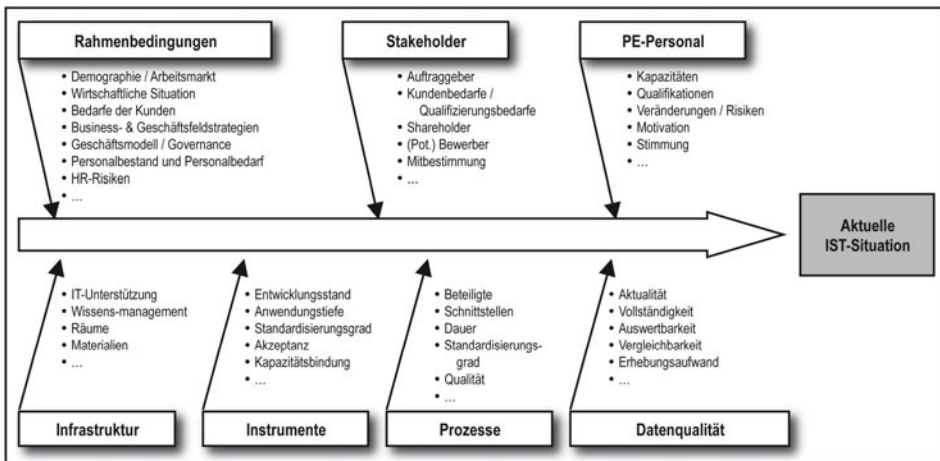 Rahmenbedingungen
• Demographie / Arbeitsmarkt
• Wirtschaftliche Situation
• Bedarfe der Kunden
• Business- & Geschäftsfeldstrategien
• Geschäftsmodell / Governance
• Personalbestand und Personalbedarf
• HR-Risiken
• ...
Stakeholder
• Auftraggeber
• Kundenbedarfe /
Qualifizierungsbedarfe
• Shareholder
• (Pot.) Bewerber
• Mitbestimmung
• ...
PE-Personal
• Kapazitäten
• Qualifikationen
• Veränderungen / Risiken
• Motivation
• Stimmung
• ...
Aktuelle
IST-Situation
• IT-Unterstützung
• Wissens-management
• Räume
• Materialien
• ...
Infrastruktur
• Entwicklungsstand
• Anwendungstiefe
• Standardisierungsgrad
• Akzeptanz
• Kapazitätsbindung
• ...
Instrumente
• Beteiligte
• Schnittstellen
• Dauer
• Standardisierungs-
grad
• Qualität
• ...
Prozesse
• Aktualität
• Vollständigkeit
• Auswertbarkeit
• Vergleichbarkeit
• Erhebungsaufwand
• ...
Datenqualität